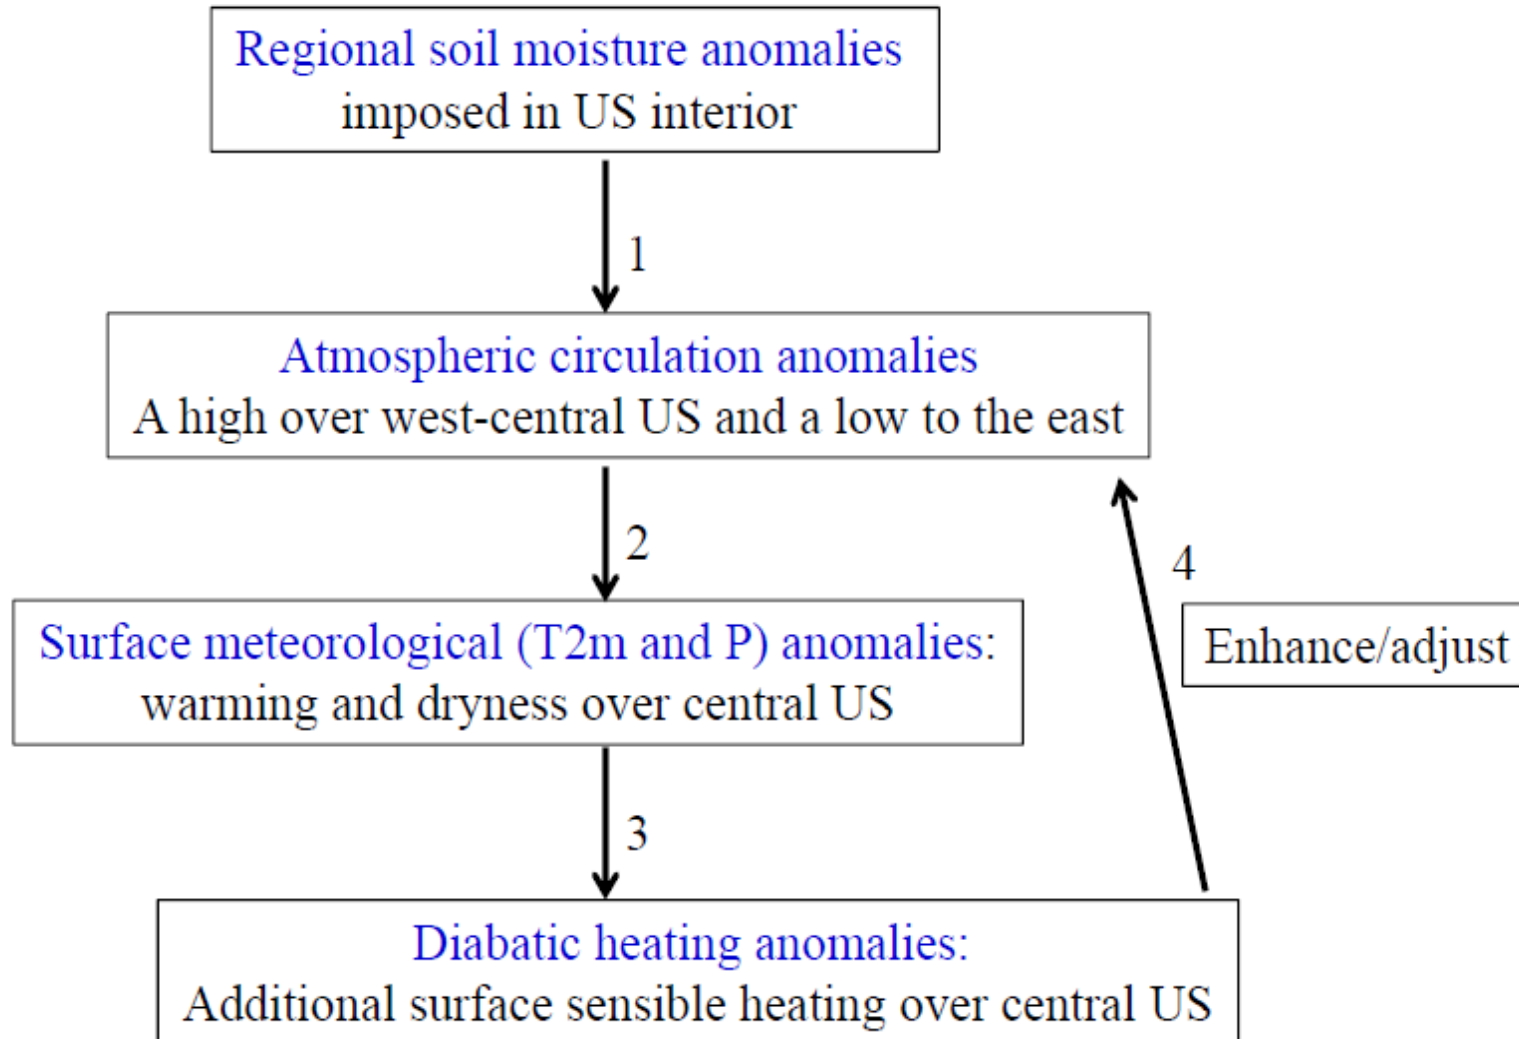 Regional soil moisture anomalies
imposed in US interior
1
Atmospheric circulation anomalies
A high over west-central US and a low to the east
2
4
Enhance/adjust
Surface meteorological (T2m and P) anomalies:
warming and dryness over central US
3
Diabatic heating anomalies:
Additional surface sensible heating over central US